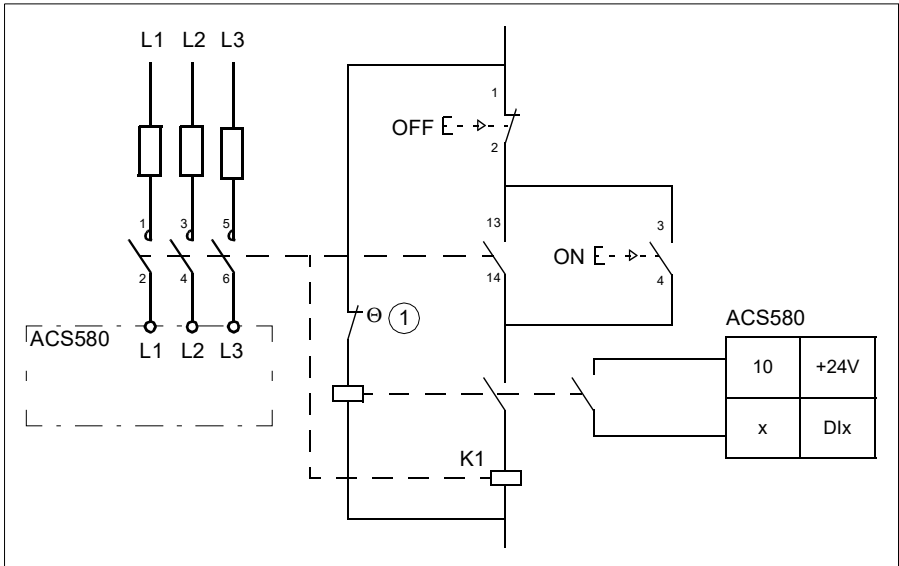 L1 L2 L3
1
OFF
2
1 3 5
13
3
ON
2 4 6
14
4
Θ 1
ACS580
L1 L2 L3
ACS580
10 +24V
x DIx
K1